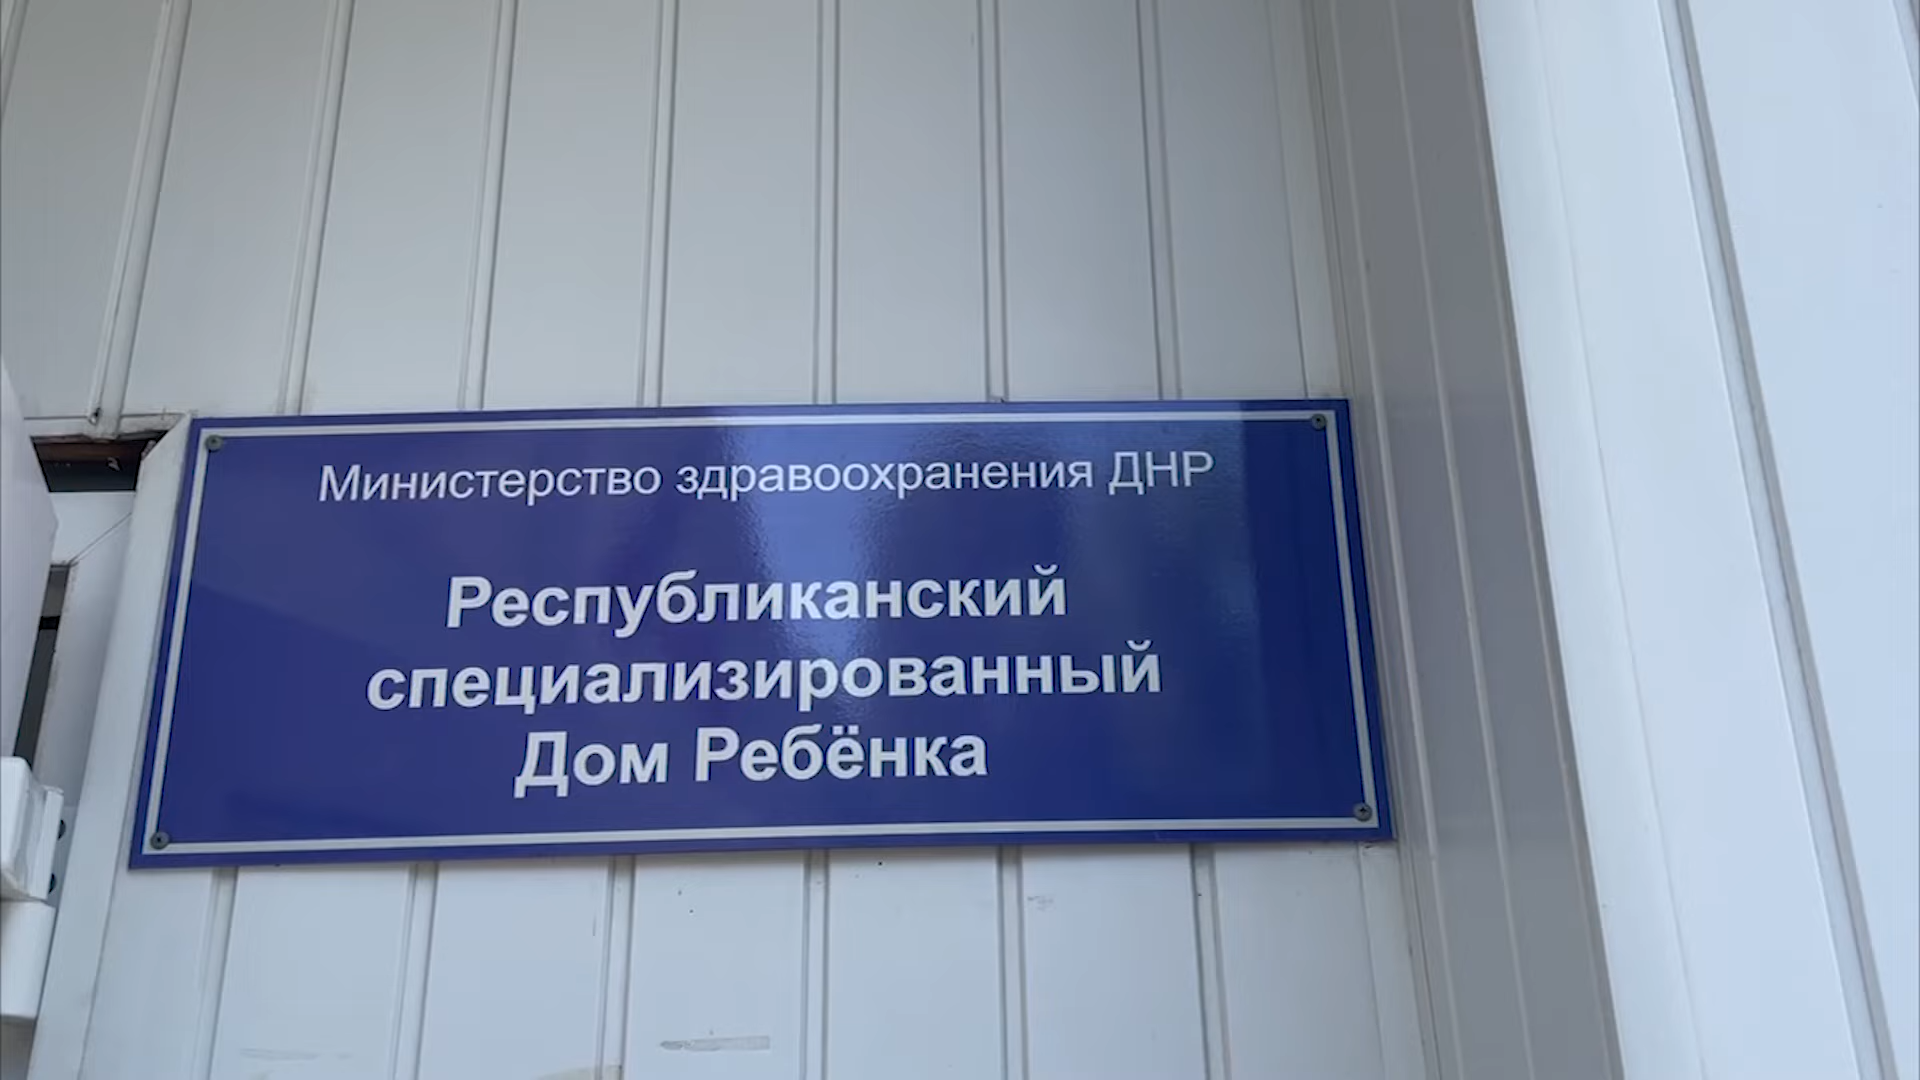 Министерство здравоохранения ДНР
Республиканский
специализированный
Дом Ребёнка